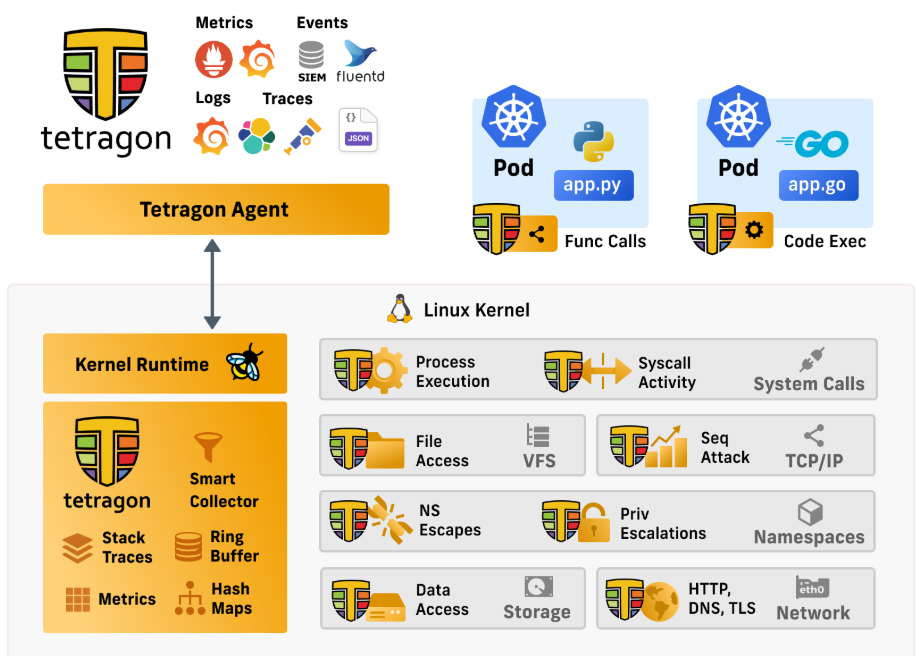 Metrics
Events
SIEM
fluentd
Logs
Traces
{}
JSON
tetragon
Tetragon Agent
Pod
app.py
Func Calls
Pod
GO
app.go
Code Exec
Linux Kernel
Kernel Runtime
tetragon
Smart
Collector
Stack
Traces
Ring
Buffer
Metrics
Hash
Maps
Process
Execution
Syscall
Activity
System Calls
File
Access
VFS
Seq
Attack
TCP/IP
NS
Escapes
Priv
Escalations
Namespaces
Data
Access
Storage
HTTP,
DNS, TLS
eth0
Network